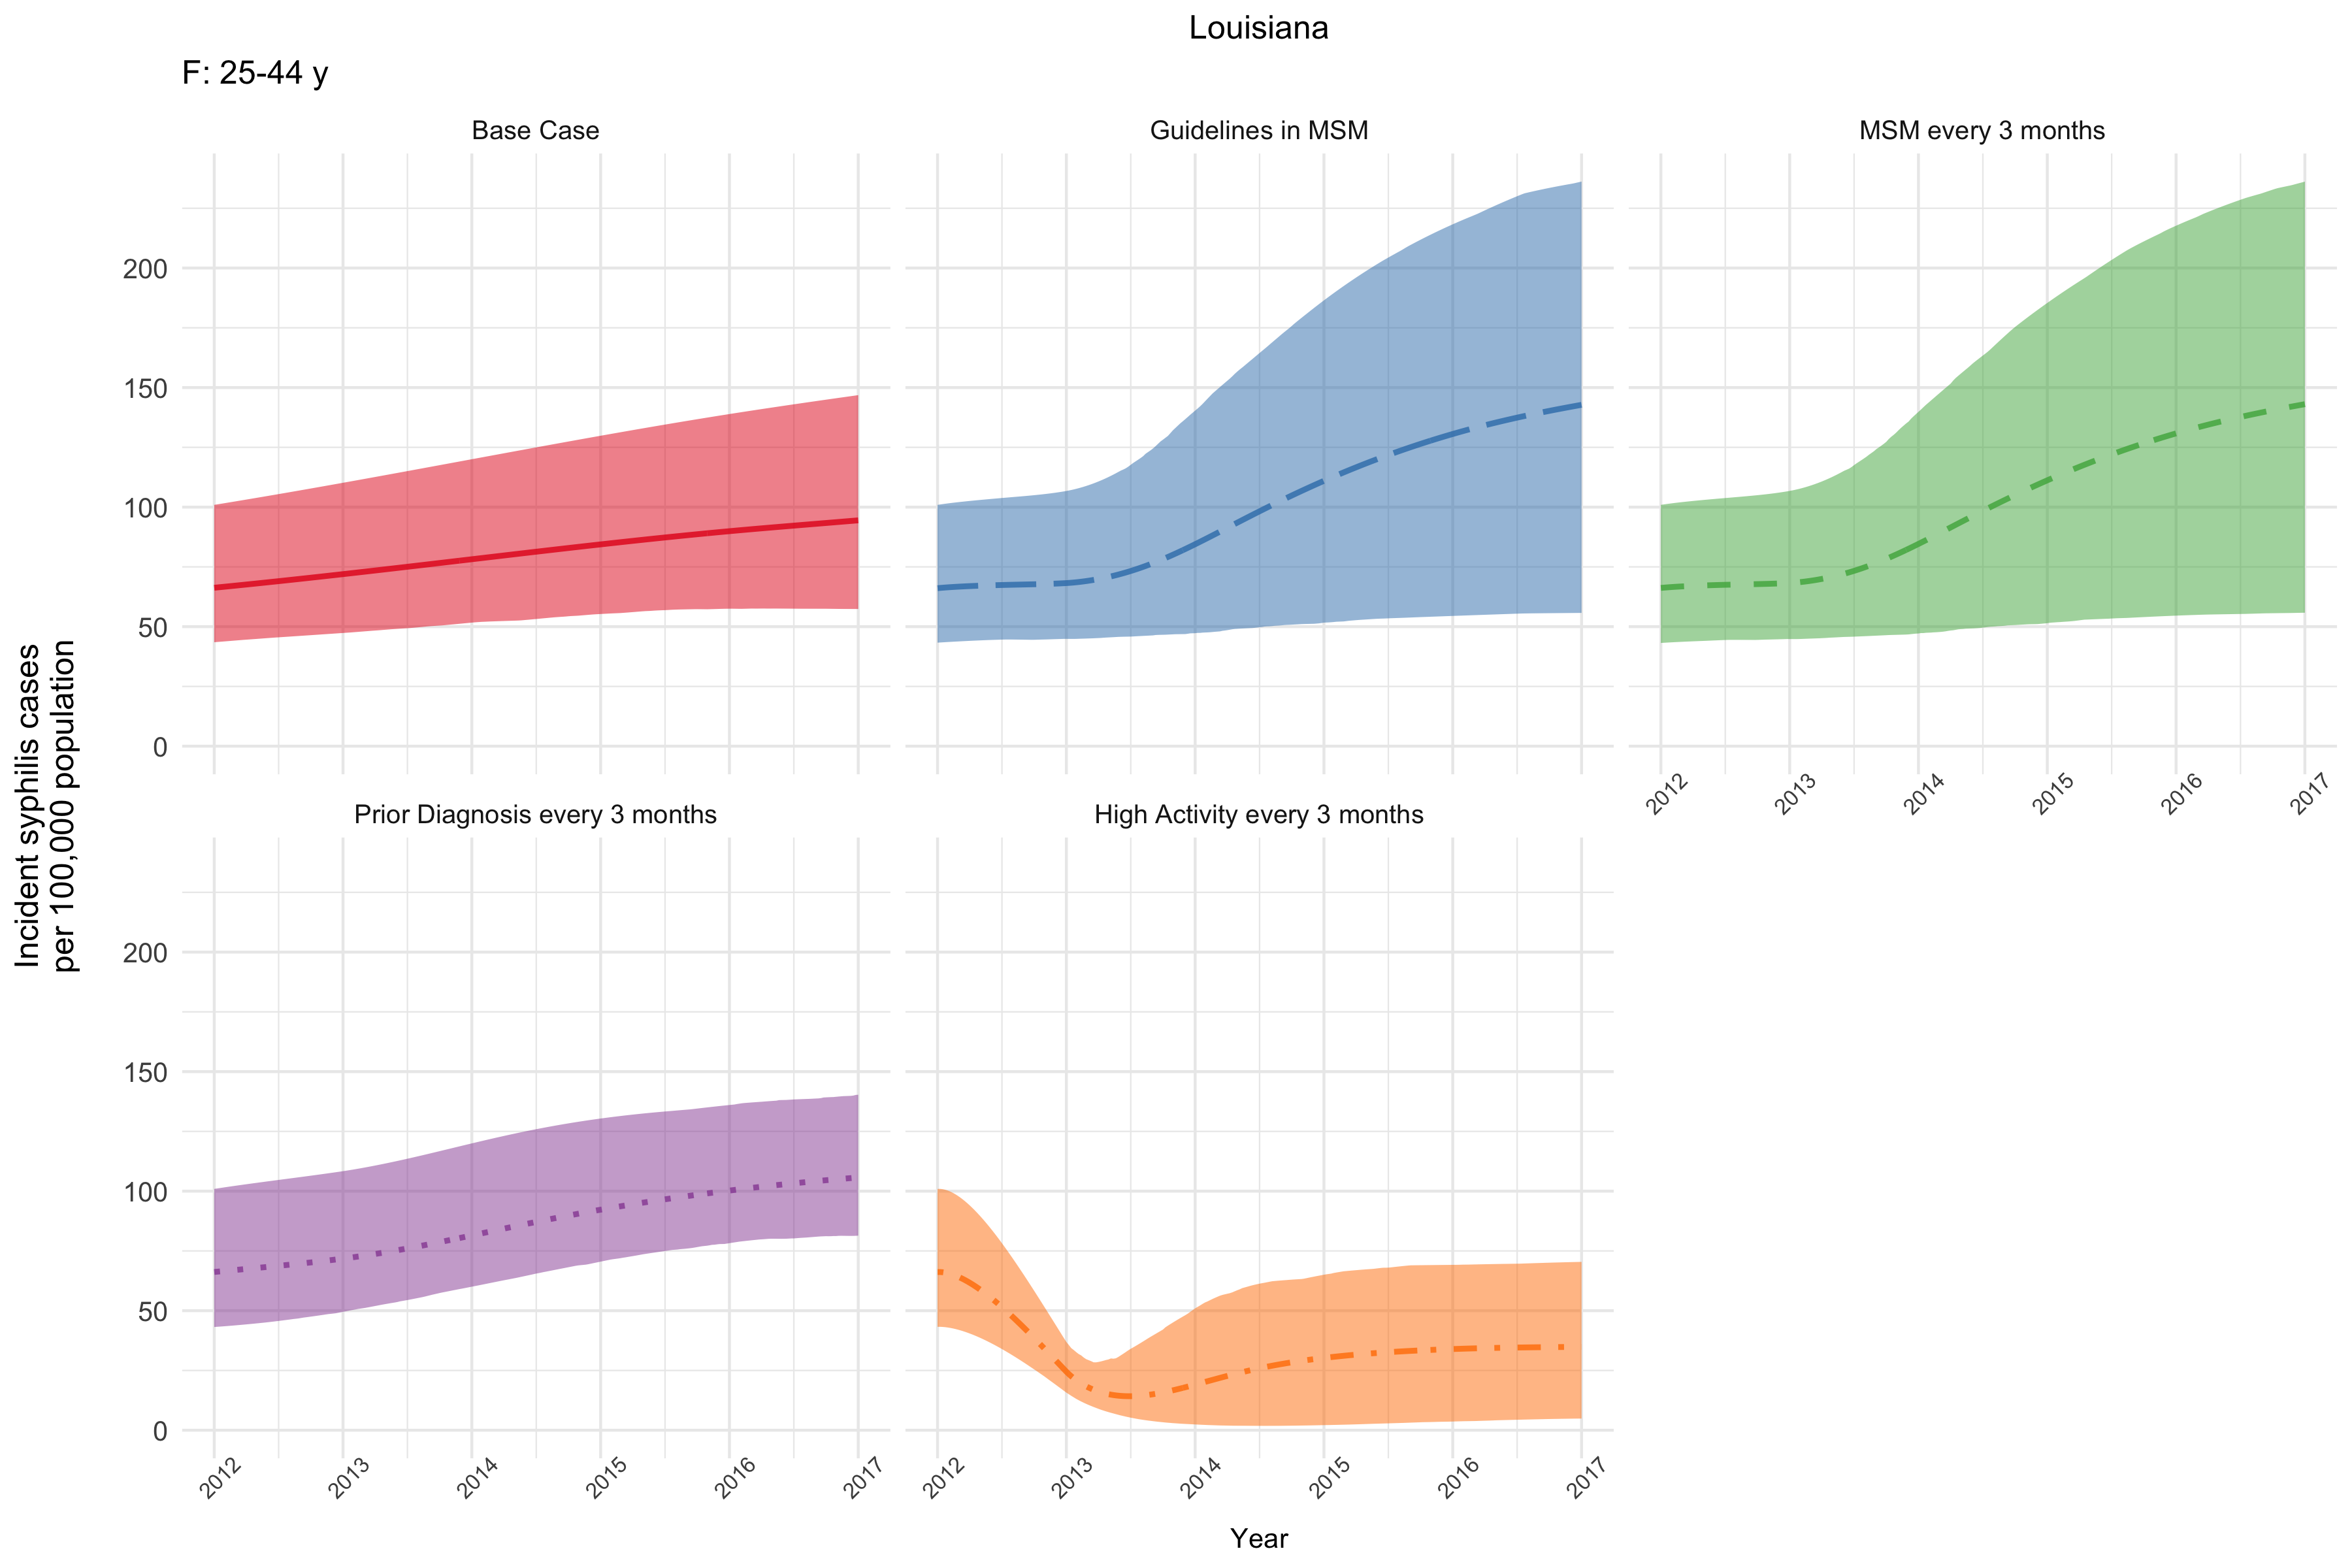 Louisiana
F: 25-44 y
Base Case
Guidelines in MSM
MSM every 3 months
200
150
100
50
0
2012
2013
2014
2015
2016
2017
Incident syphilis cases
per 100,000 population
Prior Diagnosis every 3 months
High Activity every 3 months
200
150
100
50
0
2012
2013
2014
2015
2016
2017
2012
2013
2014
2015
2016
2017
Year